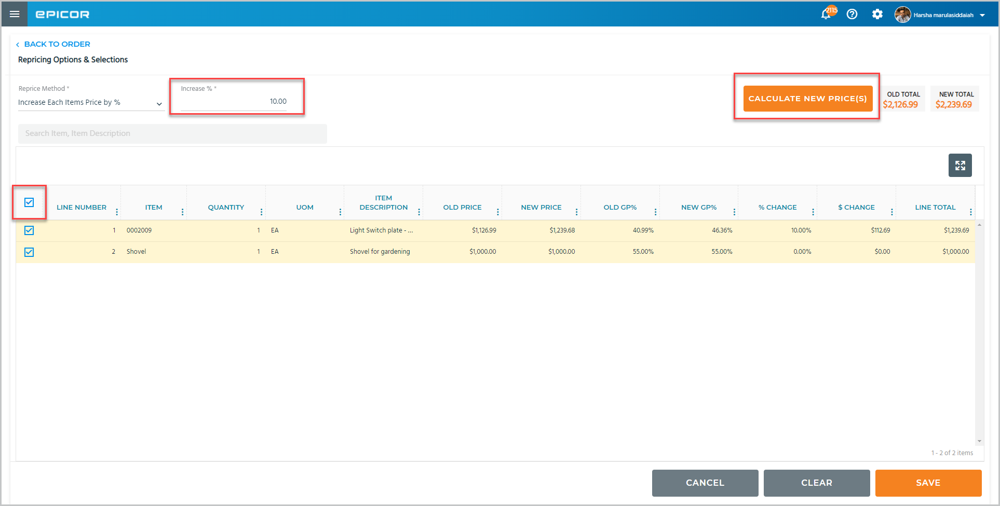 EPICOR
2115
Harsha marulasiddaiah
BACK TO ORDER
Repricing Options & Selections
Reprice Method *
Increase Each Items Price by %
Increase % *
10.00
CALCULATE NEW PRICE(S)
OLD TOTAL
$2,126.99
NEW TOTAL
$2,239.69
Search Item, Item Description
LINE NUMBER ITEM QUANTITY UOM ITEM DESCRIPTION OLD PRICE NEW PRICE OLD GP% NEW GP% % CHANGE $ CHANGE LINE TOTAL
1 0002009 1 EA Light Switch plate - ... $1,126.99 $1,239.68 40.99% 46.36% 10.00% $112.69 $1,239.69
2 Shovel 1 EA Shovel for gardening $1,000.00 $1,000.00 55.00% 55.00% 0.00% $0.00 $1,000.00
1 - 2 of 2 items
CANCEL
CLEAR
SAVE